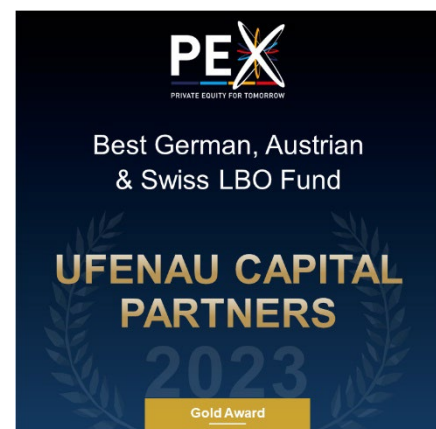 PEX
PRIVATE EQUITY FOR TOMORROW
Best German, Austrian
& Swiss LBO Fund
UFENAU CAPITAL
PARTNERS
2023
Gold Award